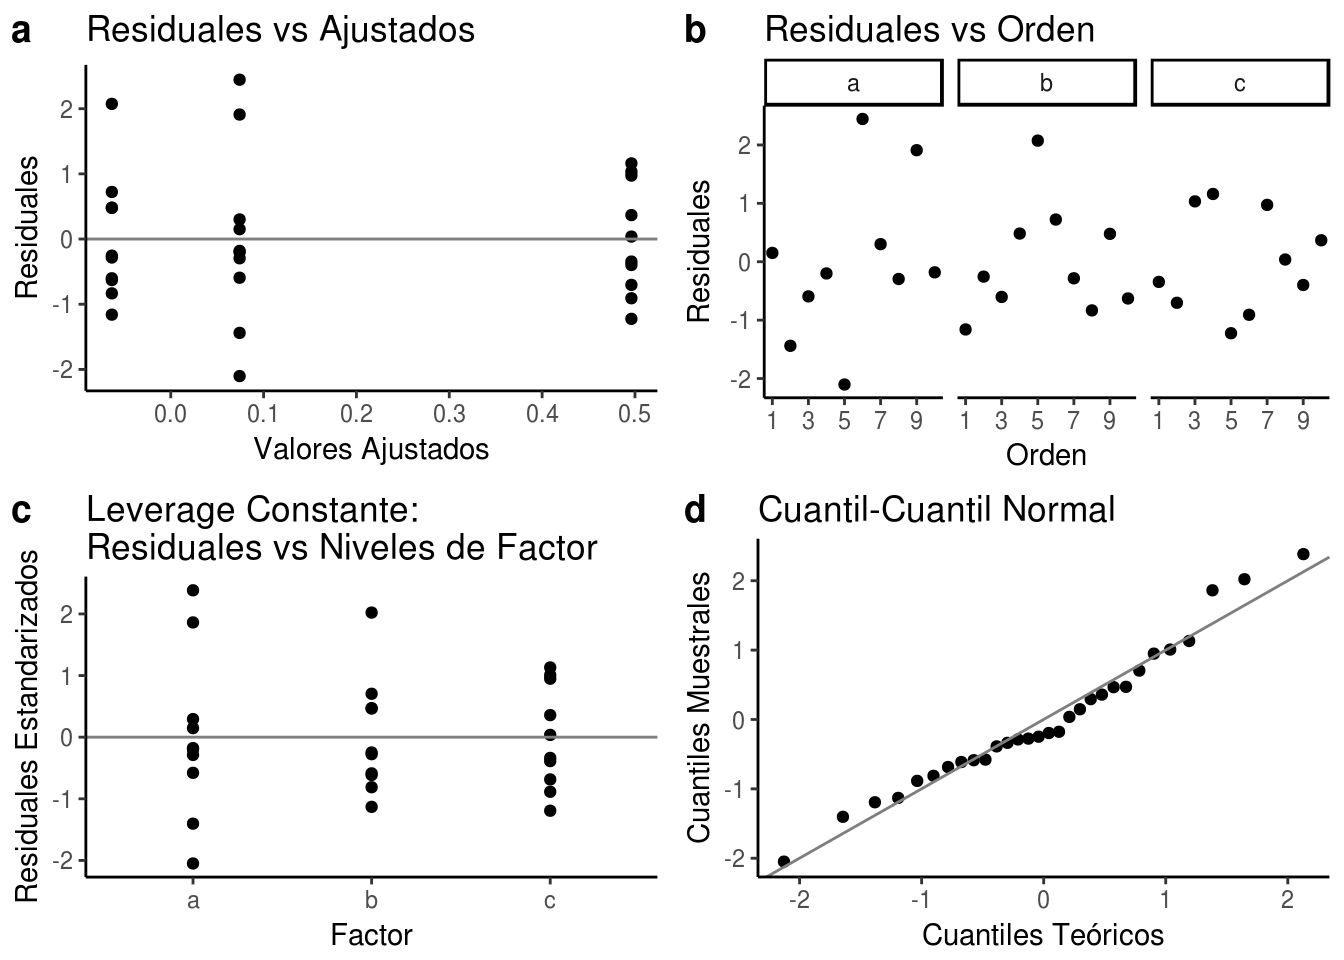 a Residuales vs Ajustados
Residuales
2
1
0
-1
-2
0.0 0.1 0.2 0.3 0.4 0.5
Valores Ajustados
b Residuales vs Orden
a b c
Residuales
2
1
0
-1
-2
1 3 5 7 9 1 3 5 7 9 1 3 5 7 9
Orden
c Leverage Constante:
Residuales vs Niveles de Factor
Residuales Estandarizados
2
1
0
-1
-2
a b c
Factor
d Cuantil-Cuantil Normal
Cuantiles Muestrales
2
1
0
-1
-2
-2 -1 0 1 2
Cuantiles Teóricos